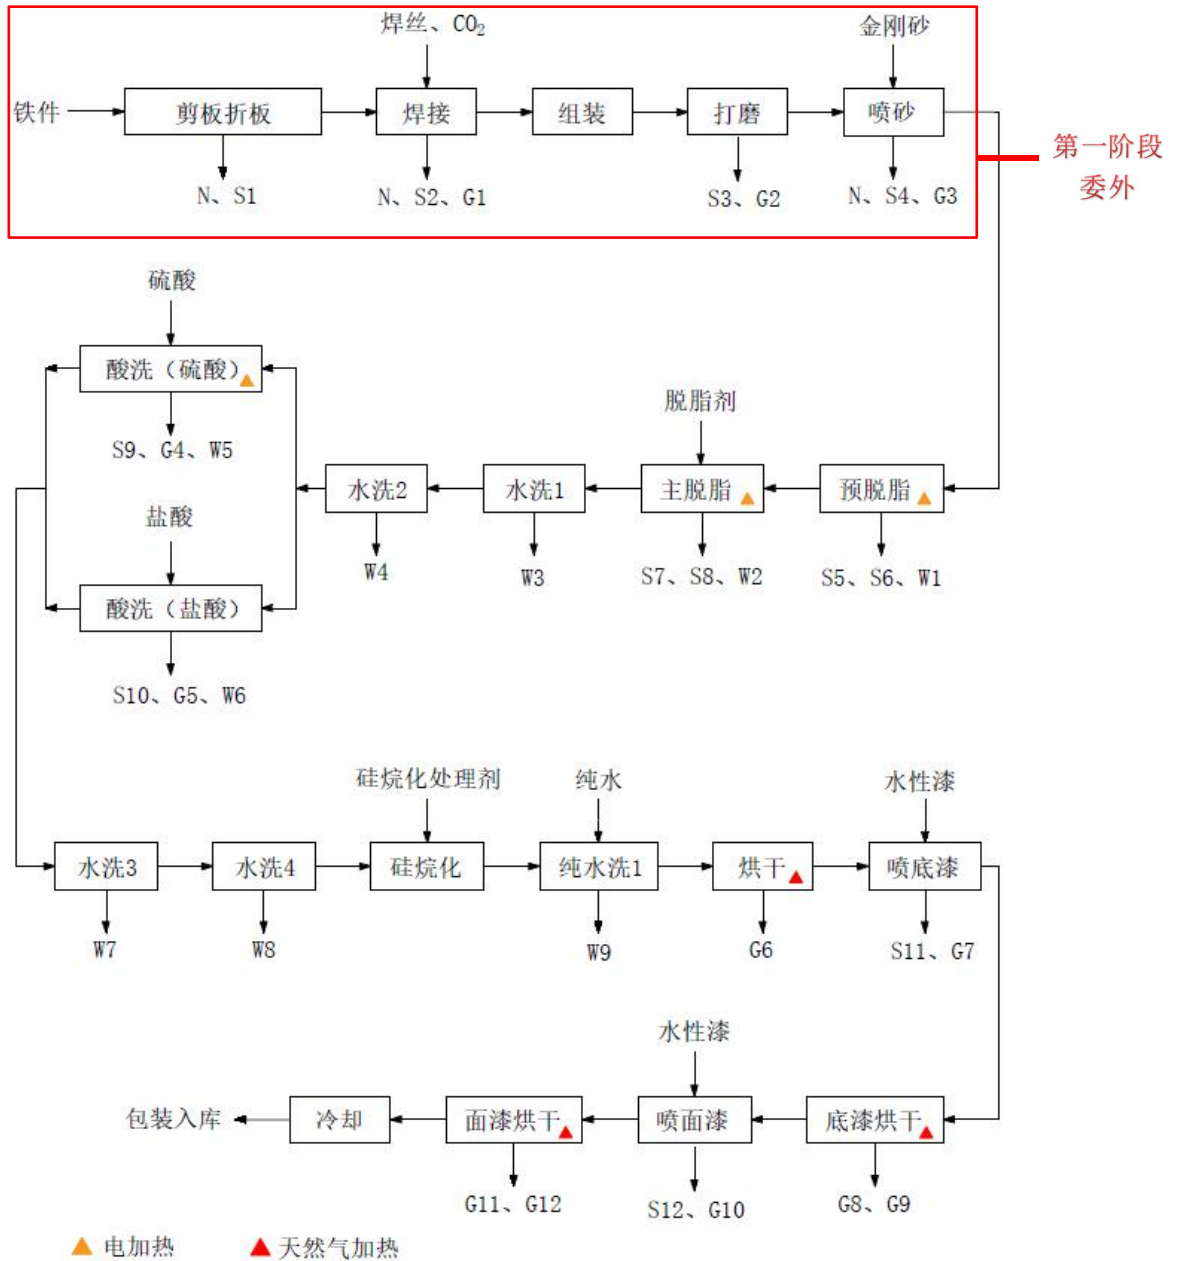 焊丝、CO₂
金刚砂
铁件
剪板折板
焊接
组装
打磨
喷砂
第一阶段
委外
N、S1
N、S2、G1
S3、G2
N、S4、G3
硫酸
酸洗（硫酸）
S9、G4、W5
脱脂剂
水洗2
水洗1
主脱脂
预脱脂
盐酸
W4
W3
S7、S8、W2
S5、S6、W1
酸洗（盐酸）
S10、G5、W6
硅烷化处理剂
纯水
水性漆
水洗3
水洗4
硅烷化
纯水洗1
烘干
喷底漆
W7
W8
W9
G6
S11、G7
水性漆
包装入库
冷却
面漆烘干
喷面漆
底漆烘干
G11、G12
S12、G10
G8、G9
电加热
天然气加热